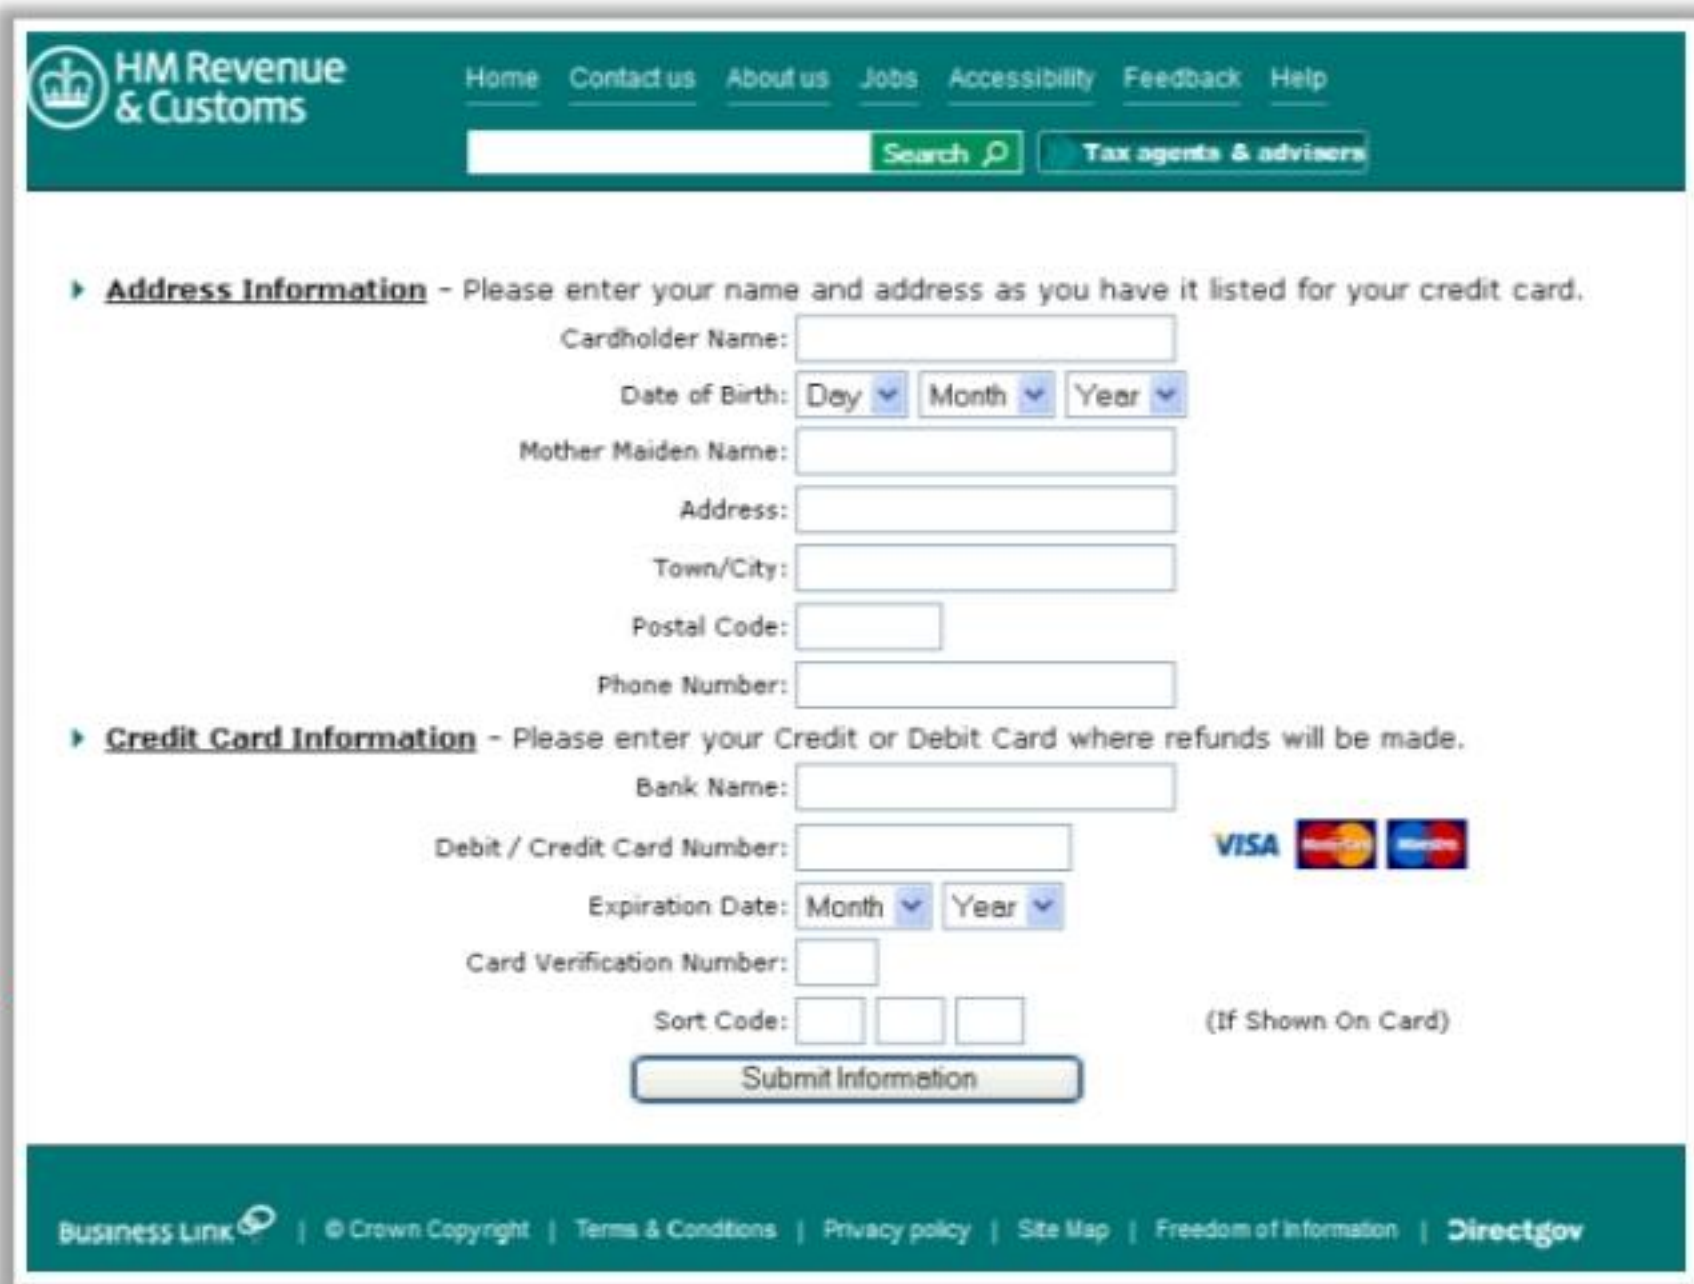 HM Revenue
& Customs
Home Contact us About us Jobs Accessibility Feedback Help
Search Tax agents & advisers
Address Information - Please enter your name and address as you have it listed for your credit card.
Cardholder Name:
Date of Birth: Day Month Year
Mother Maiden Name:
Address:
Town/City:
Postal Code:
Phone Number:
Credit Card Information - Please enter your Credit or Debit Card where refunds will be made.
Bank Name:
Debit / Credit Card Number: VISA MasterCard Maestro
Expiration Date: Month Year
Card Verification Number:
Sort Code: (If Shown On Card)
Submit Information
Business Link | © Crown Copyright | Terms & Conditions | Privacy policy | Site Map | Freedom of Information | Directgov